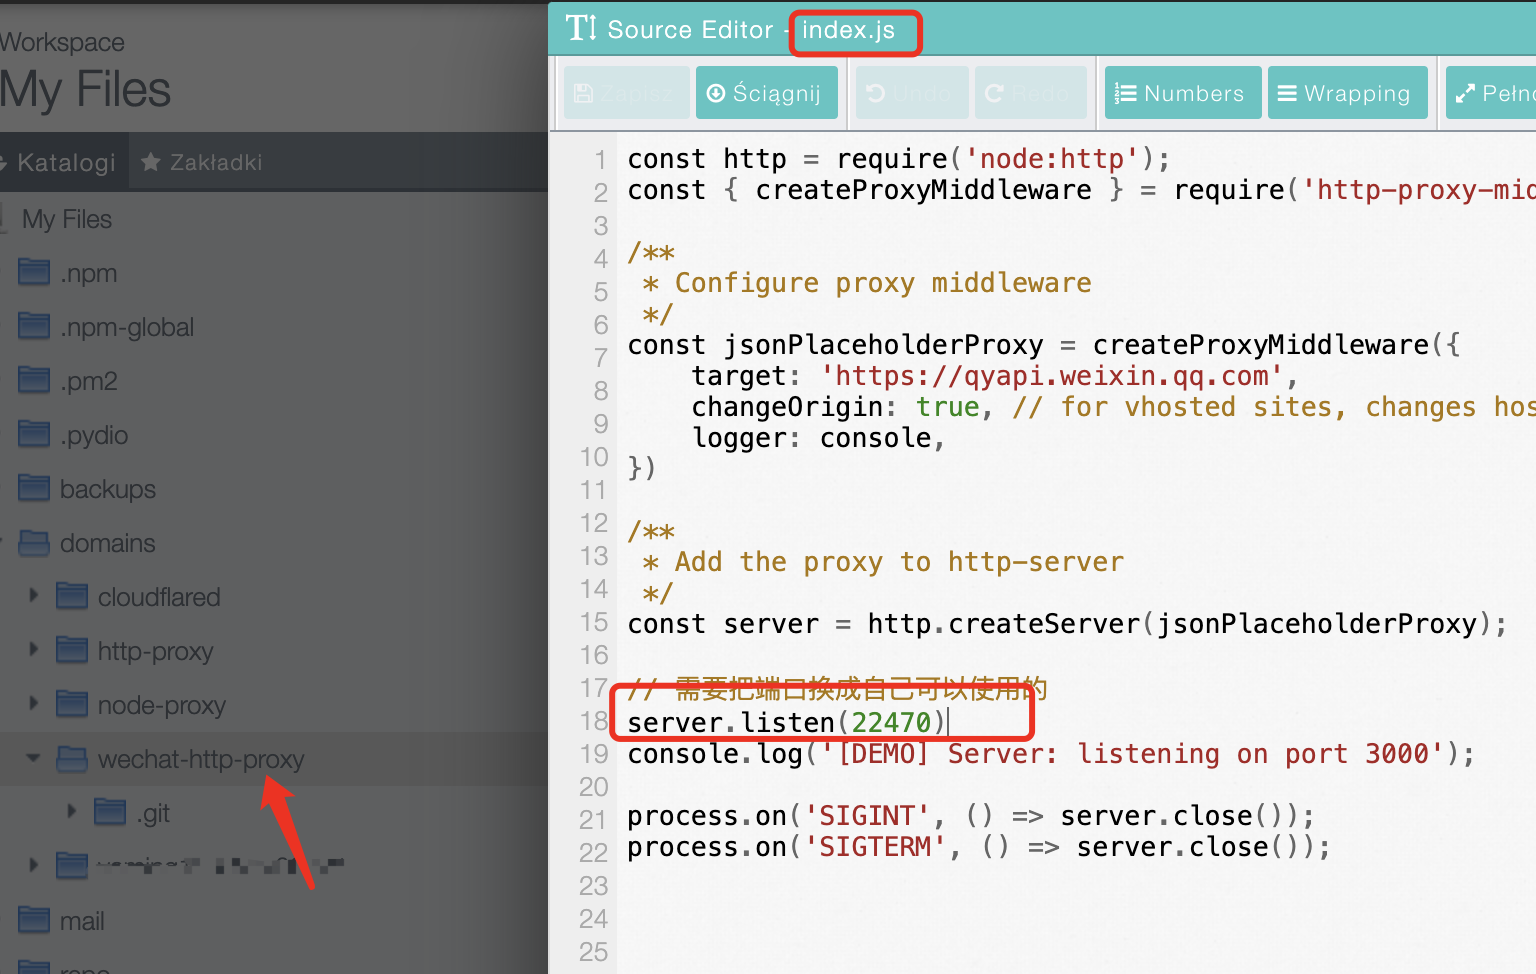 Workspace
My Files
Katalogi
Zakładki
My Files
.npm
.npm-global
.pm2
.pydio
backups
domains
cloudflared
http-proxy
node-proxy
wechat-http-proxy
.git
mail
repo
Source Editor - index.js
Zapisz
Ściągnij
Undo
Redo
Numbers
Wrapping
1 const http = require('node:http');
2 const { createProxyMiddleware } = require('http-proxy-mid
3
4 /**
5 * Configure proxy middleware
6 */
7 const jsonPlaceholderProxy = createProxyMiddleware({
8 target: 'https://qyapi.weixin.qq.com',
9 changeOrigin: true, // for vhosted sites, changes hos
10 logger: console,
11 })
12
13 /**
14 * Add the proxy to http-server
15 */
16 const server = http.createServer(jsonPlaceholderProxy);
17
18 // 需要把端口换成自己可以使用的
19 server.listen(22470)
20 console.log('[DEMO] Server: listening on port 3000');
21
22 process.on('SIGINT', () => server.close());
23 process.on('SIGTERM', () => server.close());
24
25